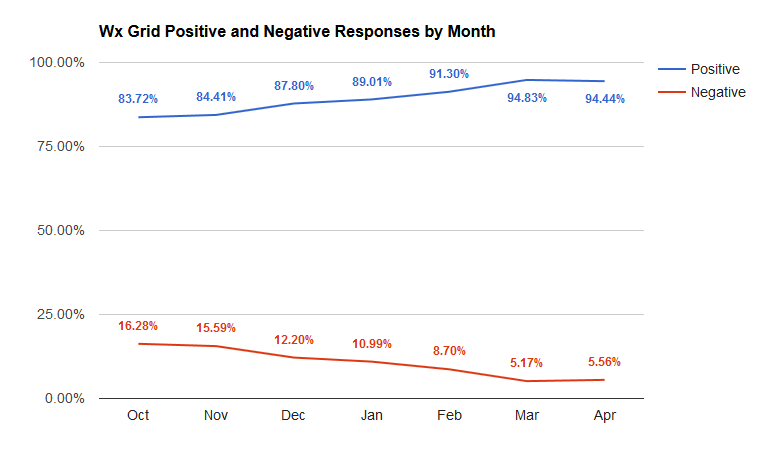 Wx Grid Positive and Negative Responses by Month
100.00%
75.00%
50.00%
25.00%
0.00%
83.72%
84.41%
87.80%
89.01%
91.30%
94.83%
94.44%
16.28%
15.59%
12.20%
10.99%
8.70%
5.17%
5.56%
Oct
Nov
Dec
Jan
Feb
Mar
Apr
Positive
Negative